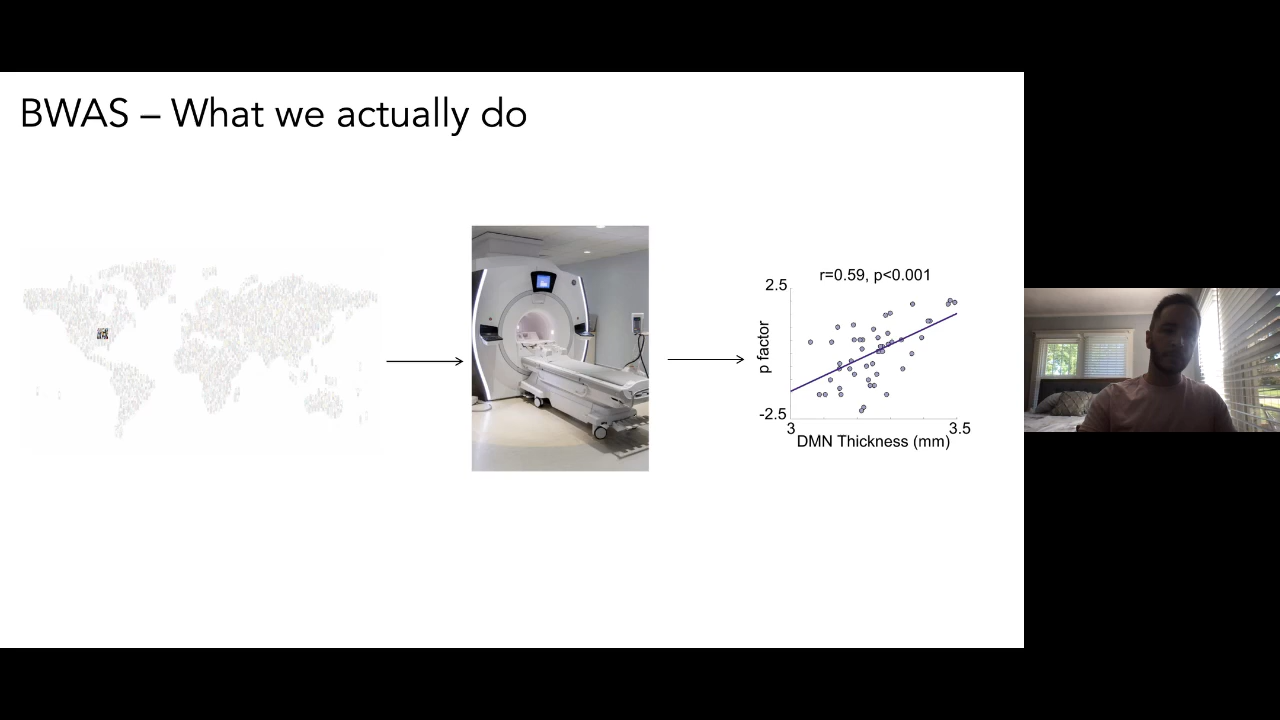 BWAS – What we actually do
r=0.59, p<0.001
2.5
p factor
-2.5
3
3.5
DMN Thickness (mm)